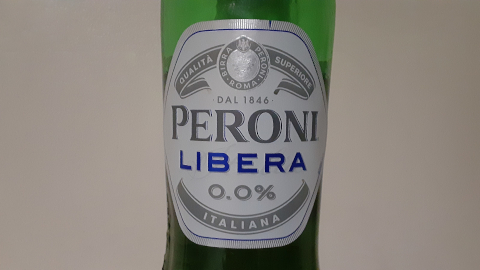 BIRRA PERONI
ROMA
QUALITÀ SUPERIORE
DAL 1846
PERONI
LIBERA
0.0%
ITALIANA